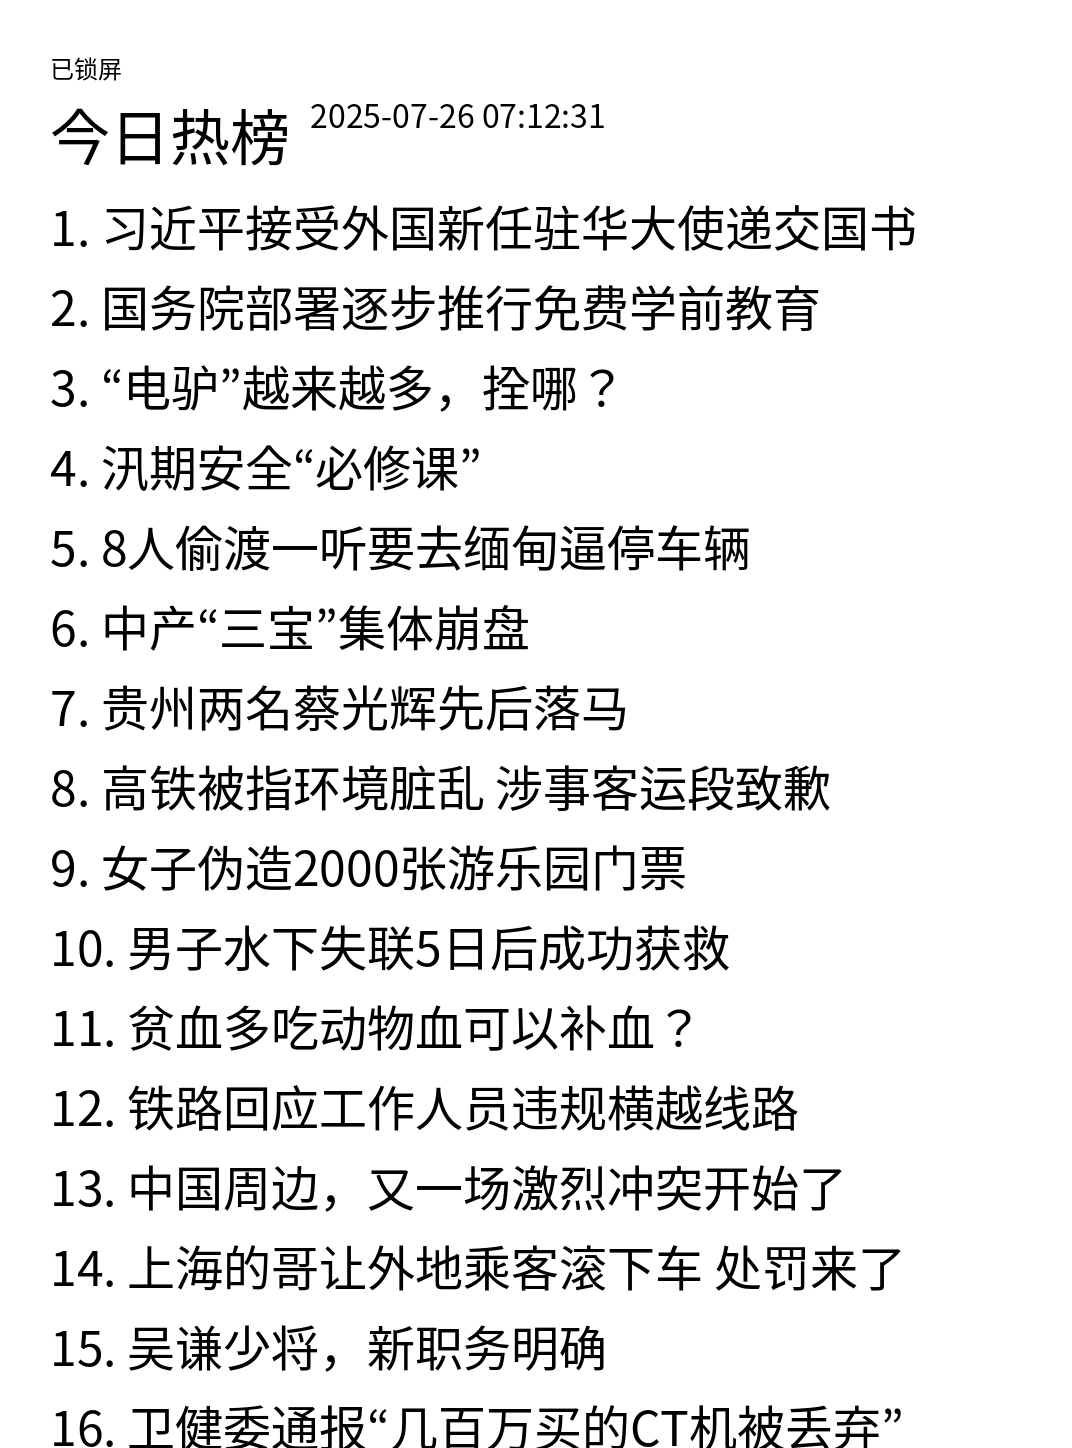 已锁屏
今日热榜 2025-07-26 07:12:31
1. 习近平接受外国新任驻华大使递交国书
2. 国务院部署逐步推行免费学前教育
3. “电驴”越来越多，拴哪？
4. 汛期安全“必修课”
5. 8人偷渡一听要去缅甸逼停车辆
6. 中产“三宝”集体崩盘
7. 贵州两名蔡光辉先后落马
8. 高铁被指环境脏乱 涉事客运段致歉
9. 女子伪造2000张游乐园门票
10. 男子水下失联5日后成功获救
11. 贫血多吃动物血可以补血？
12. 铁路回应工作人员违规横越线路
13. 中国周边，又一场激烈冲突开始了
14. 上海的哥让外地乘客滚下车 处罚来了
15. 吴谦少将，新职务明确
16. 卫健委通报“几百万买的CT机被丢弃”